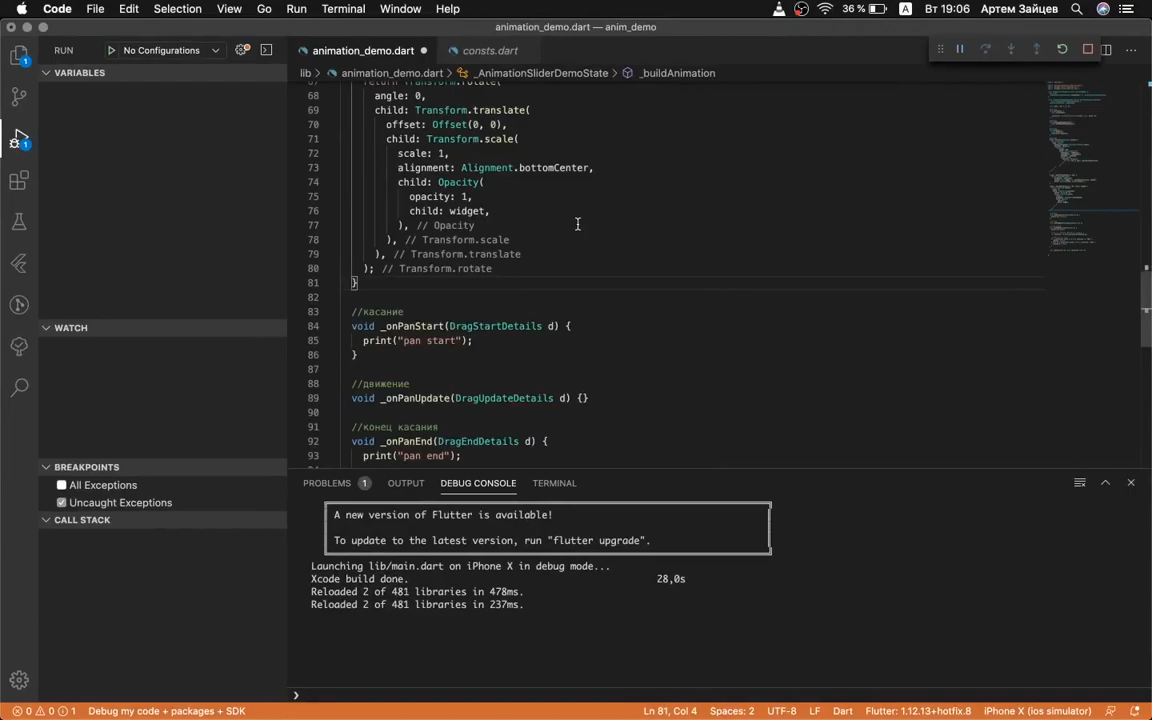 Code File Edit Selection View Go Run Terminal Window Help 36 % A Вт 19:06 Артем Зайцев
animation_demo.dart — anim_demo
RUN No Configurations
animation_demo.dart
consts.dart
lib animation_demo.dart _AnimationSliderDemoState _buildAnimation
VARIABLES
WATCH
BREAKPOINTS
All Exceptions
Uncaught Exceptions
CALL STACK
1
1
67 return Transform.rotate(
68 angle: 0,
69 child: Transform.translate(
70 offset: Offset(0, 0),
71 child: Transform.scale(
72 scale: 1,
73 alignment: Alignment.bottomCenter,
74 child: Opacity(
75 opacity: 1,
76 child: widget,
77 ), // Opacity
78 ), // Transform.scale
79 ), // Transform.translate
80 ); // Transform.rotate
81 }
82
83 //касание
84 void _onPanStart(DragStartDetails d) {
85 print("pan start");
86 }
87
88 //движение
89 void _onPanUpdate(DragUpdateDetails d) {}
90
91 //конец касания
92 void _onPanEnd(DragEndDetails d) {
93 print("pan end");
PROBLEMS 1 OUTPUT DEBUG CONSOLE TERMINAL
A new version of Flutter is available!
To update to the latest version, run "flutter upgrade".
Launching lib/main.dart on iPhone X in debug mode...
Xcode build done. 28,0s
Reloaded 2 of 481 libraries in 478ms.
Reloaded 2 of 481 libraries in 237ms.
0 0 1 Debug my code + packages + SDK Ln 81, Col 4 Spaces: 2 UTF-8 LF Dart Flutter: 1.12.13+hotfix.8 iPhone X (ios simulator)